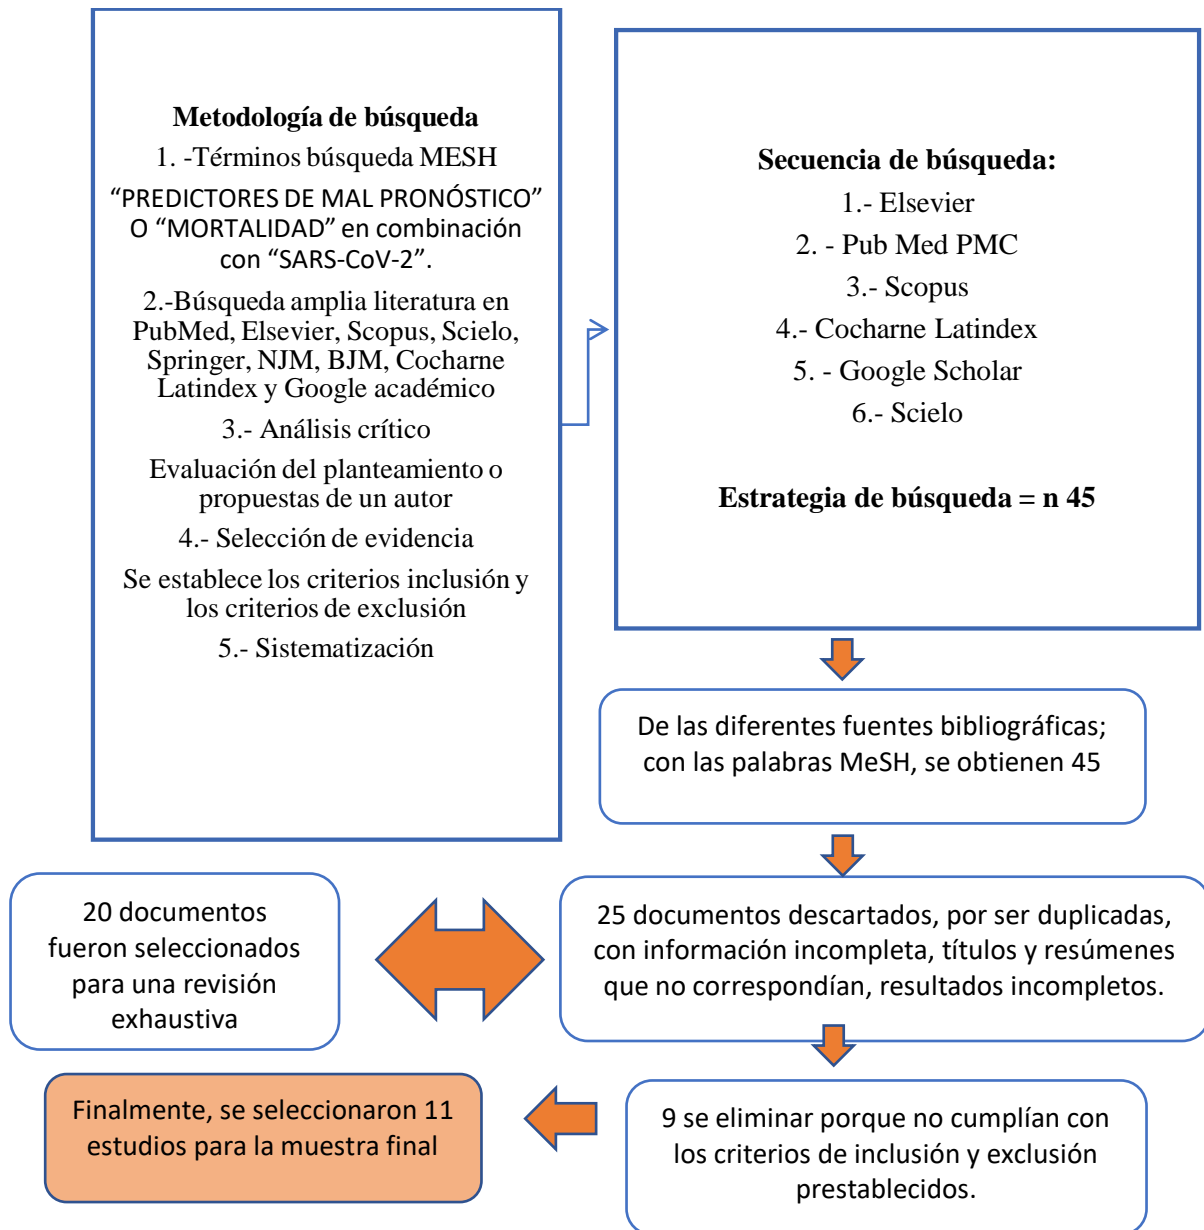 Metodología de búsqueda
1. -Términos búsqueda MESH
“PREDICTORES DE MAL PRONÓSTICO”
O “MORTALIDAD” en combinación
con “SARS-CoV-2”.
2.-Búsqueda amplia literatura en
PubMed, Elsevier, Scopus, Scielo,
Springer, NJM, BJM, Cocharne
Latindex y Google académico
3.- Análisis crítico
Evaluación del planteamiento o
propuestas de un autor
4.- Selección de evidencia
Se establece los criterios inclusión y
los criterios de exclusión
5.- Sistematización
Secuencia de búsqueda:
1.- Elsevier
2. - Pub Med PMC
3.- Scopus
4.- Cocharne Latindex
5. - Google Scholar
6.- Scielo
Estrategia de búsqueda = n 45
De las diferentes fuentes bibliográficas;
con las palabras MeSH, se obtienen 45
20 documentos
fueron seleccionados
para una revisión
exhaustiva
25 documentos descartados, por ser duplicadas,
con información incompleta, títulos y resúmenes
que no correspondían, resultados incompletos.
9 se eliminar porque no cumplían con
los criterios de inclusión y exclusión
prestablecidos.
Finalmente, se seleccionaron 11
estudios para la muestra final